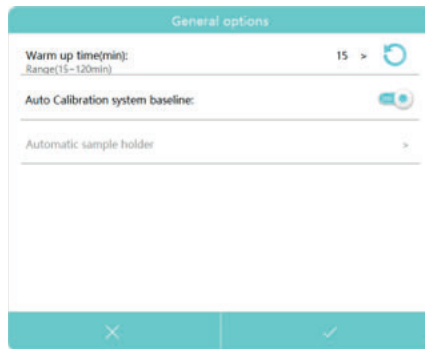 General options
Warm up time(min):
15 >
Range(15~120min)
Auto Calibration system baseline:
Automatic sample holder >